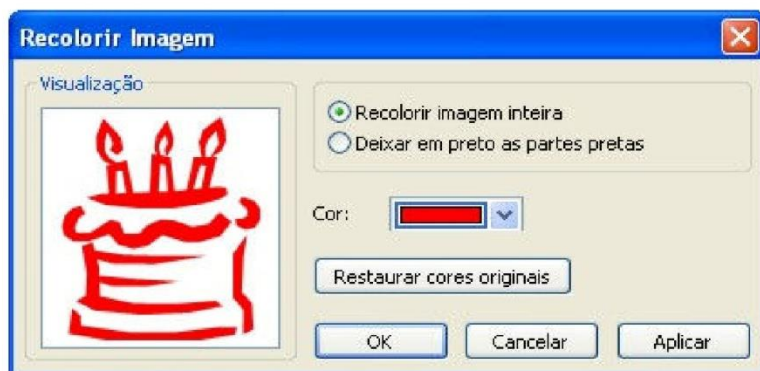 Recolorir Imagem
Visualização
Recolorir imagem inteira
Deixar em preto as partes pretas
Cor:
Restaurar cores originais
OK Cancelar Aplicar